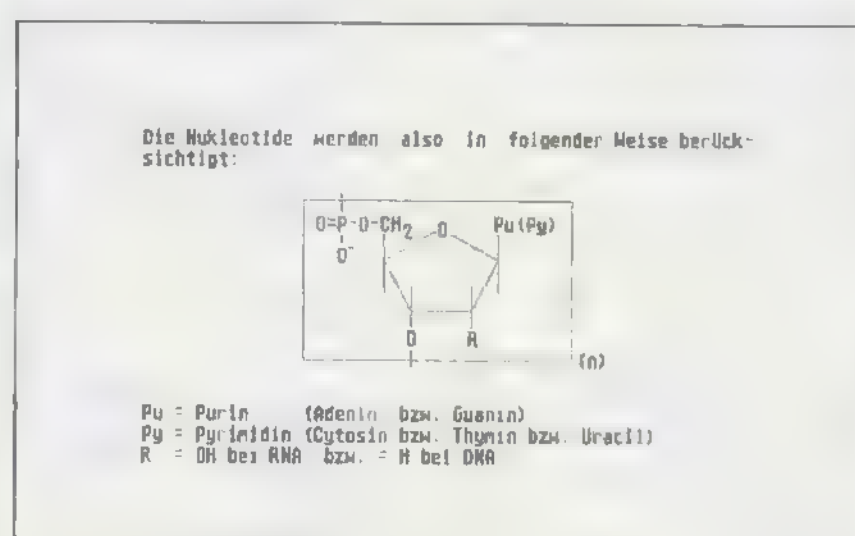 Die Nukleotide werden also in folgender Weise berück-
sichtigt:
O=P-O-CH₂ O Pu(Py)
O⁻
O R
(n)
Pu = Purin (Adenin bzw. Guanin)
Py = Pyrimidin (Cytosin bzw. Thymin bzw. Uracil)
R = OH bei RNA bzw. = H bei DNA